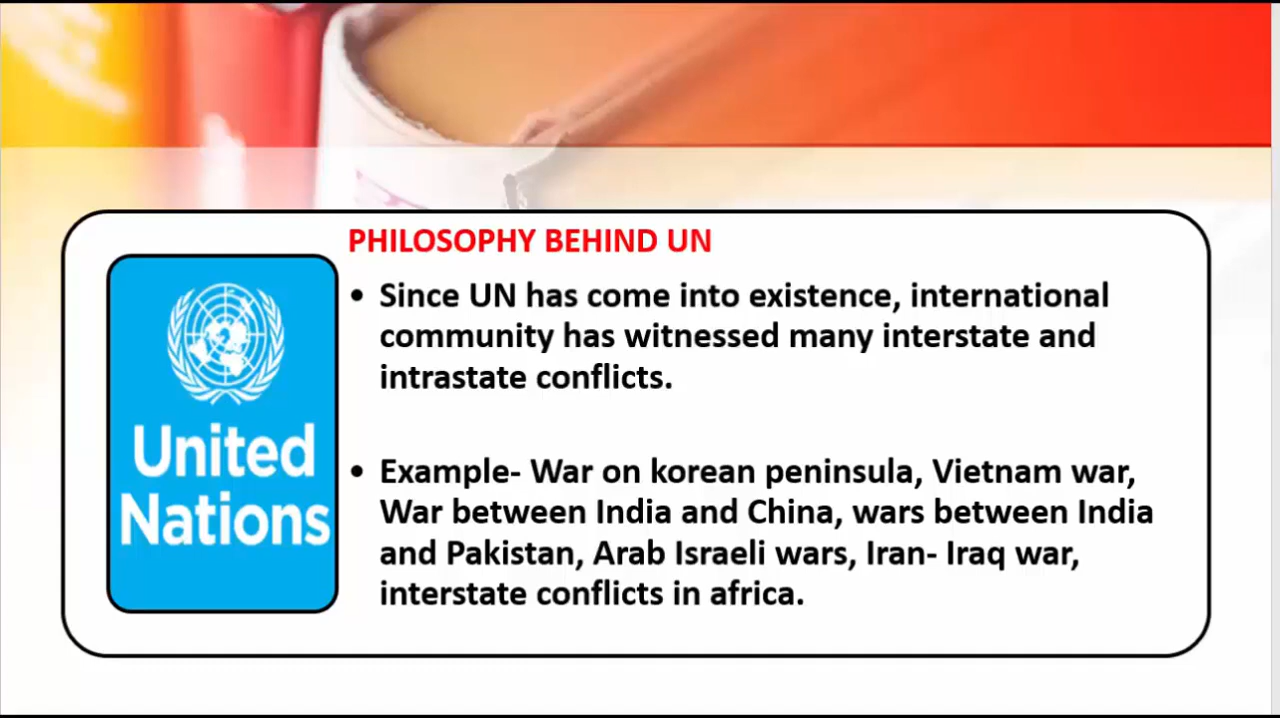 PHILOSOPHY BEHIND UN
• Since UN has come into existence, international
community has witnessed many interstate and
intrastate conflicts.
• Example- War on korean peninsula, Vietnam war,
War between India and China, wars between India
and Pakistan, Arab Israeli wars, Iran- Iraq war,
interstate conflicts in africa.
United
Nations